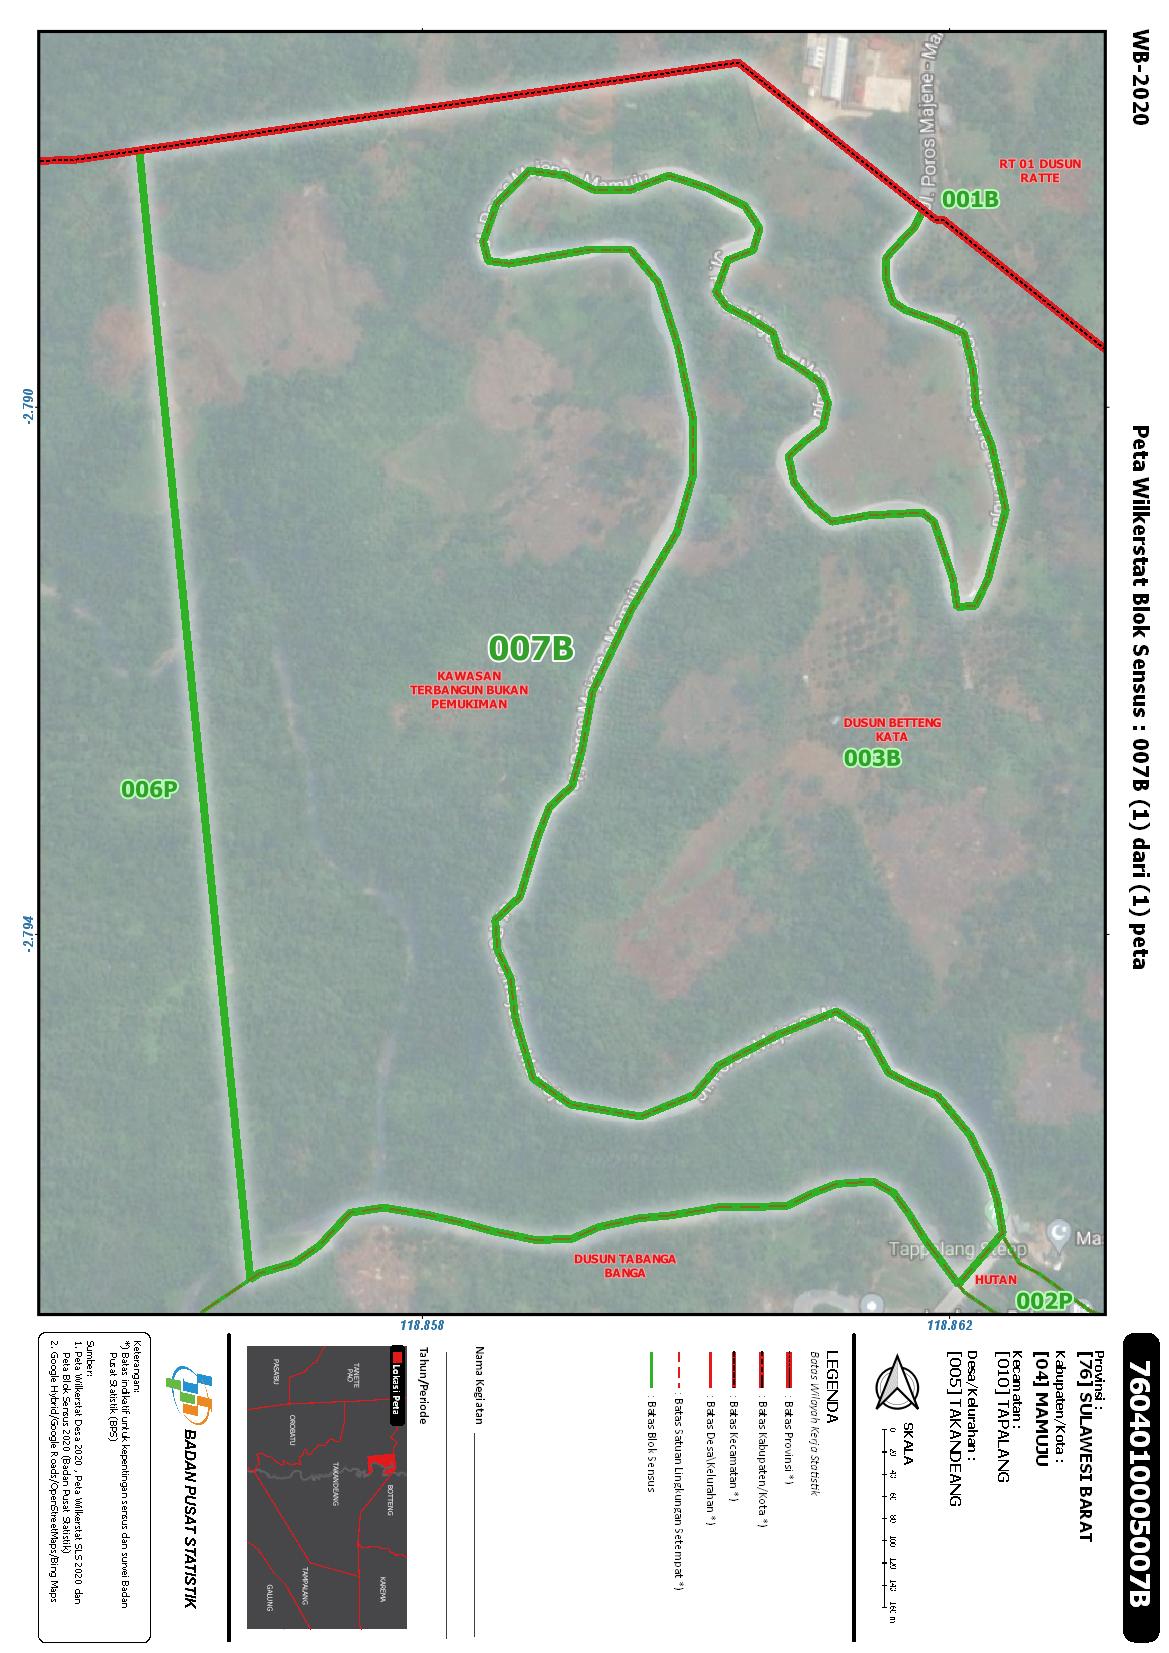 WB-2020
Peta Wilkerstat Blok Sensus : 007B (1) dari (1) peta
7604010005007B
Provinsi :
[76] SULAWESI BARAT
Kabupaten/Kota :
[04] MAMUJU
Kecamatan :
[010] TAPALANG
Desa/Kelurahan :
[005] TAKANDEANG
SKALA
0 20 40 60 80 100 120 140 160 m
LEGENDA
Batas Wilayah Kerja Statistik
: Batas Provinsi *)
: Batas Kabupaten/Kota *)
: Batas Kecamatan *)
: Batas Desa\Kelurahan *)
: Batas Satuan Lingkungan Setempat *)
: Batas Blok Sensus
Nama Kegiatan
Tahun/Periode
Lokasi Peta
BOTTENG
KAREMA
TANETE
PAO
TAKANDEANG
TAMPALANG
OROBATU
PASA'BU
GALUNG
BADAN PUSAT STATISTIK
Keterangan:
*) Batas indikatif untuk kepentingan sensus dan survei Badan
Pusat Statistik (BPS)
Sumber:
1. Peta Wilkerstat Desa 2020 , Peta Wilkerstat SLS 2020 dan
Peta Blok Sensus 2020 (Badan Pusat Statistik)
2. Google Hybrid/Google Roads/OpenStreetMaps/Bing Maps
RT 01 DUSUN
RATTE
001B
Jl. Poros Majene - Ma
DUSUN BETTENG
KATA
003B
HUTAN
002P
Ma
118.862
DUSUN TABANGA
BANGA
007B
KAWASAN
TERBANGUN BUKAN
PEMUKIMAN
118.858
006P
-2.790
-2.794